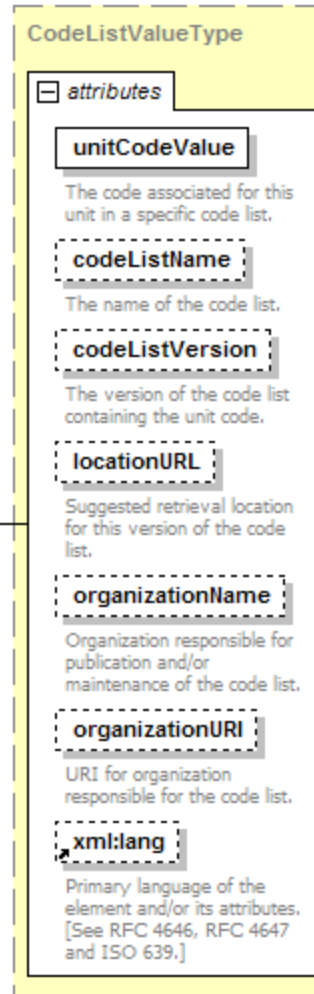 CodeListValueType
attributes
unitCodeValue
The code associated for this
unit in a specific code list.
codeListName
The name of the code list.
codeListVersion
The version of the code list
containing the unit code.
locationURL
Suggested retrieval location
for this version of the code
list.
organizationName
Organization responsible for
publication and/or
maintenance of the code list.
organizationURI
URI for organization
responsible for the code list.
xml:lang
Primary language of the
element and/or its attributes.
[See RFC 4646, RFC 4647
and ISO 639.]